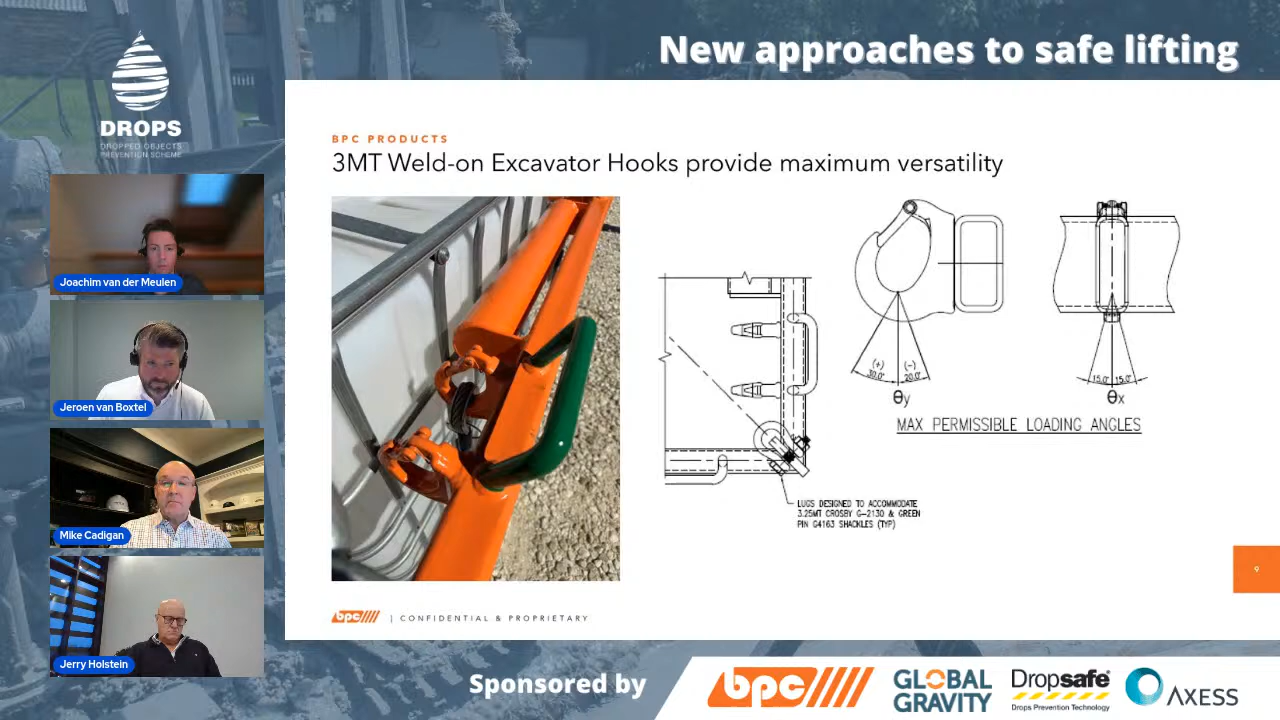 New approaches to safe lifting
DROPS
DROPPED OBJECTS
PREVENTION SCHEME
Joachim van der Meulen
Jeroen van Boxtel
Mike Cadigan
Jerry Holstein
BPC PRODUCTS
3MT Weld-on Excavator Hooks provide maximum versatility
(+)
30.0°
(-)
20.0°
θy
15.0°
15.0°
θx
MAX PERMISSIBLE LOADING ANGLES
LUGS DESIGNED TO ACCOMMODATE
3.25MT CROSBY G-2130 & GREEN
PIN G4163 SHACKLES (TYP)
9
bpc | CONFIDENTIAL & PROPRIETARY
Sponsored by
bpc
GLOBAL
GRAVITY
Dropsafe®
Drops Prevention Technology
AXESS